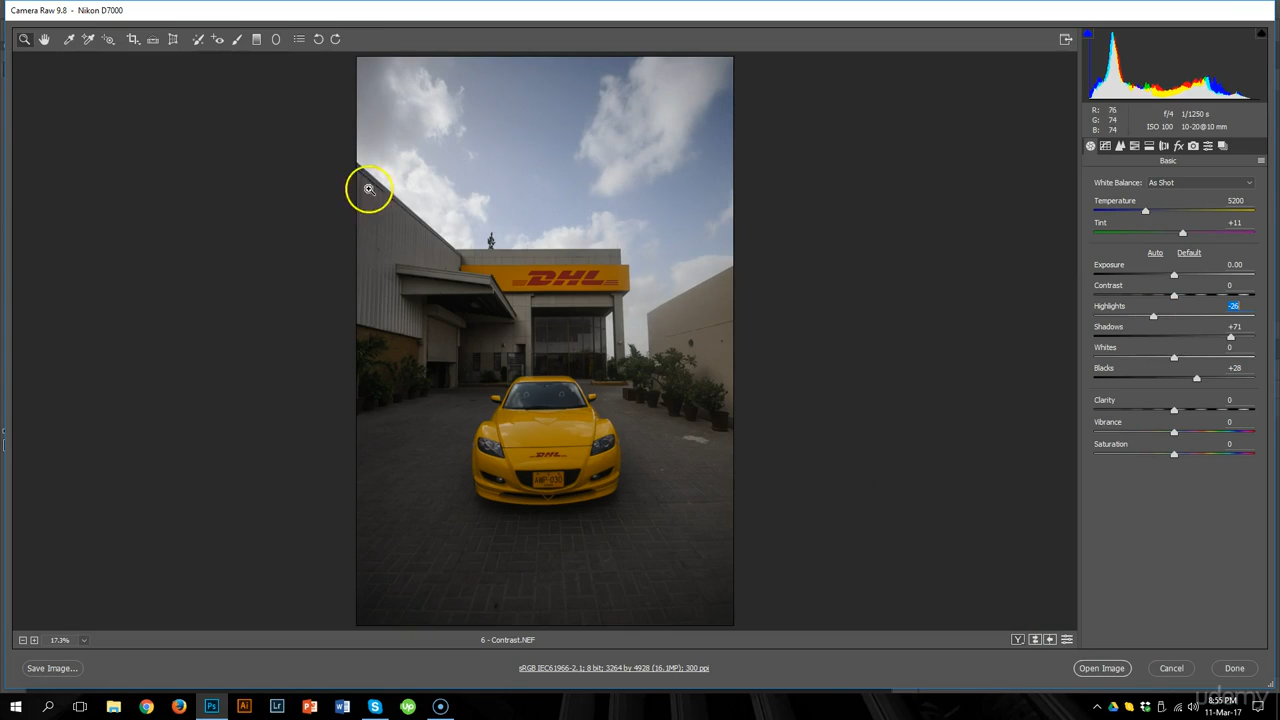 Camera Raw 9.8 - Nikon D7000
R: 76
G: 74
B: 74
f/4 1/1250 s
ISO 100 10-20@10 mm
Basic
White Balance: As Shot
Temperature 5200
Tint +11
Auto Default
Exposure 0.00
Contrast 0
Highlights -26
Shadows +71
Whites 0
Blacks +28
Clarity 0
Vibrance 0
Saturation 0
DHL
DHL
17.3%
6 - Contrast.NEF
Y
Save Image...
sRGB IEC61966-2.1; 8 bit; 3264 by 4928 (16.1MP); 300 ppi
Open Image
Cancel
Done
udemy
Ps
Ai
Lr
8:55 PM
11-Mar-17